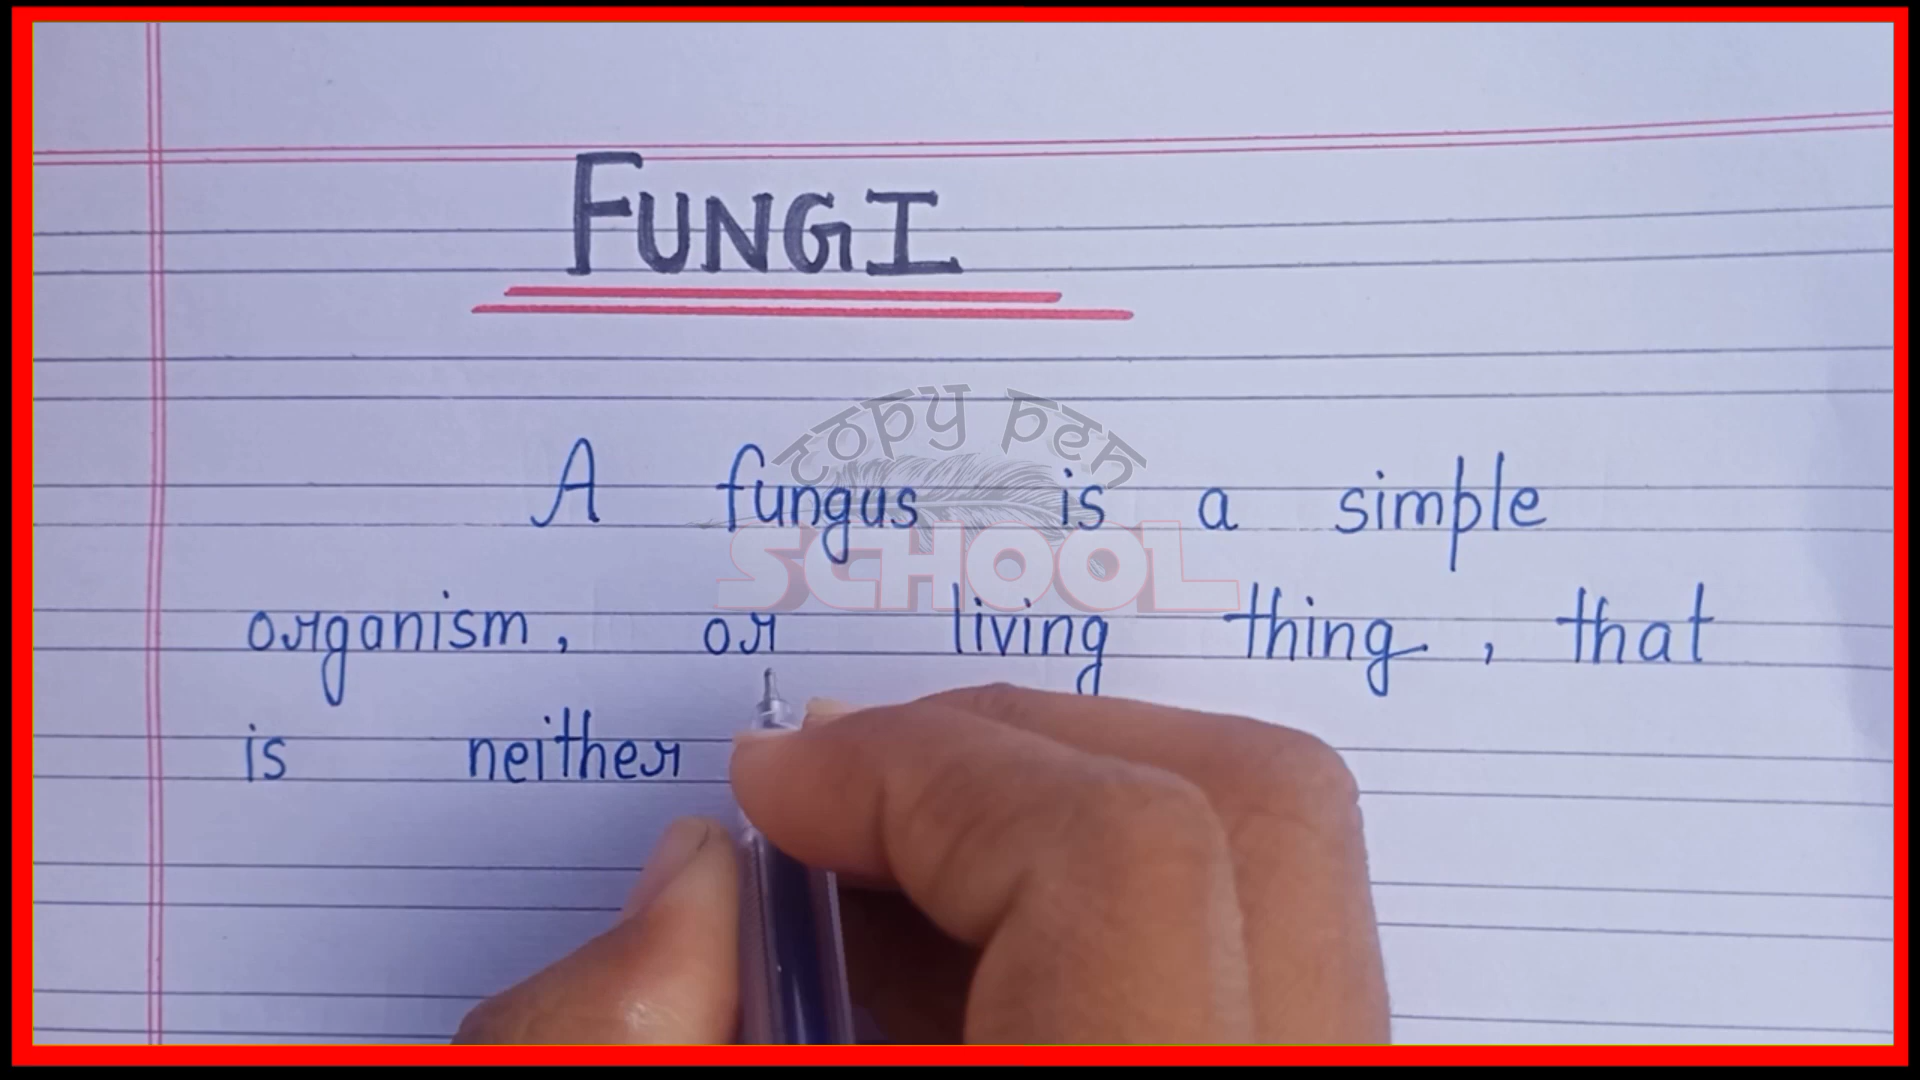 FUNGI
copy pen
SCHOOL
A fungus is a simple
organism, or living thing, that
is neither